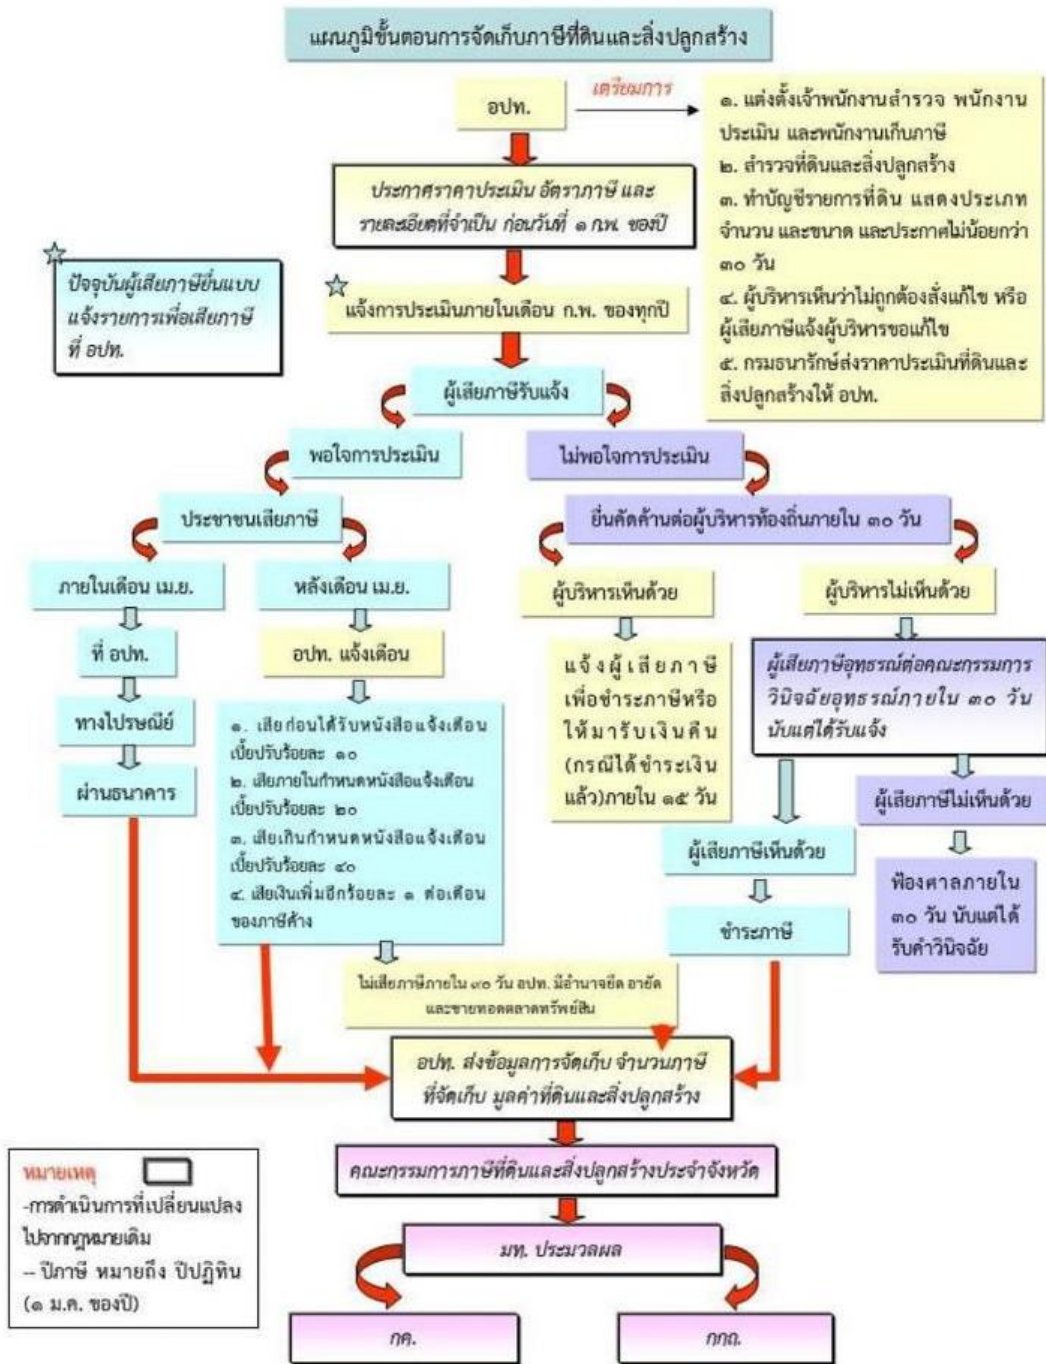 แผนภูมิขั้นตอนการจัดเก็บภาษีที่ดินและสิ่งปลูกสร้าง
อปท.
เตรียมการ
๑. แต่งตั้งเจ้าพนักงานสำรวจ พนักงาน
ประเมิน และพนักงานเก็บภาษี
๒. สำรวจที่ดินและสิ่งปลูกสร้าง
๓. ทำบัญชีรายการที่ดิน แสดงประเภท
จำนวน และขนาด และประกาศไม่น้อยกว่า
๓๐ วัน
๔. ผู้บริหารเห็นว่าไม่ถูกต้องสั่งแก้ไข หรือ
ผู้เสียภาษีแจ้งผู้บริหารขอแก้ไข
๕. กรมธนารักษ์ส่งราคาประเมินที่ดินและ
สิ่งปลูกสร้างให้ อปท.
ประกาศราคาประเมิน อัตราภาษี และ
รายละเอียดที่จำเป็น ก่อนวันที่ ๑ ก.พ. ของปี
ปัจจุบันผู้เสียภาษียื่นแบบ
แจ้งรายการเพื่อเสียภาษี
ที่ อปท.
แจ้งการประเมินภายในเดือน ก.พ. ของทุกปี
ผู้เสียภาษีรับแจ้ง
พอใจการประเมิน
ไม่พอใจการประเมิน
ประชาชนเสียภาษี
ยื่นคัดค้านต่อผู้บริหารท้องถิ่นภายใน ๓๐ วัน
ภายในเดือน เม.ย.
หลังเดือน เม.ย.
ผู้บริหารเห็นด้วย
ผู้บริหารไม่เห็นด้วย
ที่ อปท.
อปท. แจ้งเตือน
แจ้งผู้เสียภาษี
เพื่อชำระภาษีหรือ
ให้มารับเงินคืน
(กรณีได้ชำระเงิน
แล้ว)ภายใน ๑๕ วัน
ผู้เสียภาษีอุทธรณ์ต่อคณะกรรมการ
วินิจฉัยอุทธรณ์ภายใน ๓๐ วัน
นับแต่ได้รับแจ้ง
ทางไปรษณีย์
ผ่านธนาคาร
๑. เสียก่อนได้รับหนังสือแจ้งเตือน
เบี้ยปรับร้อยละ ๑๐
๒. เสียภายในกำหนดหนังสือแจ้งเตือน
เบี้ยปรับร้อยละ ๒๐
๓. เสียเกินกำหนดหนังสือแจ้งเตือน
เบี้ยปรับร้อยละ ๔๐
๔. เสียเงินเพิ่มอีกร้อยละ ๑ ต่อเดือน
ของภาษีค้าง
ผู้เสียภาษีไม่เห็นด้วย
ผู้เสียภาษีเห็นด้วย
ฟ้องศาลภายใน
๓๐ วัน นับแต่ได้
รับคำวินิจฉัย
ชำระภาษี
ไม่เสียภาษีภายใน ๙๐ วัน อปท. มีอำนาจยึด อายัด
และขายทอดตลาดทรัพย์สิน
อปท. ส่งข้อมูลการจัดเก็บ จำนวนภาษี
ที่จัดเก็บ มูลค่าที่ดินและสิ่งปลูกสร้าง
คณะกรรมการภาษีที่ดินและสิ่งปลูกสร้างประจำจังหวัด
มท. ประมวลผล
กค.
กกถ.
หมายเหตุ
-การดำเนินการที่เปลี่ยนแปลง
ไปจากกฎหมายเดิม
-- ปีภาษี หมายถึง ปีปฏิทิน
(๑ ม.ค. ของปี)